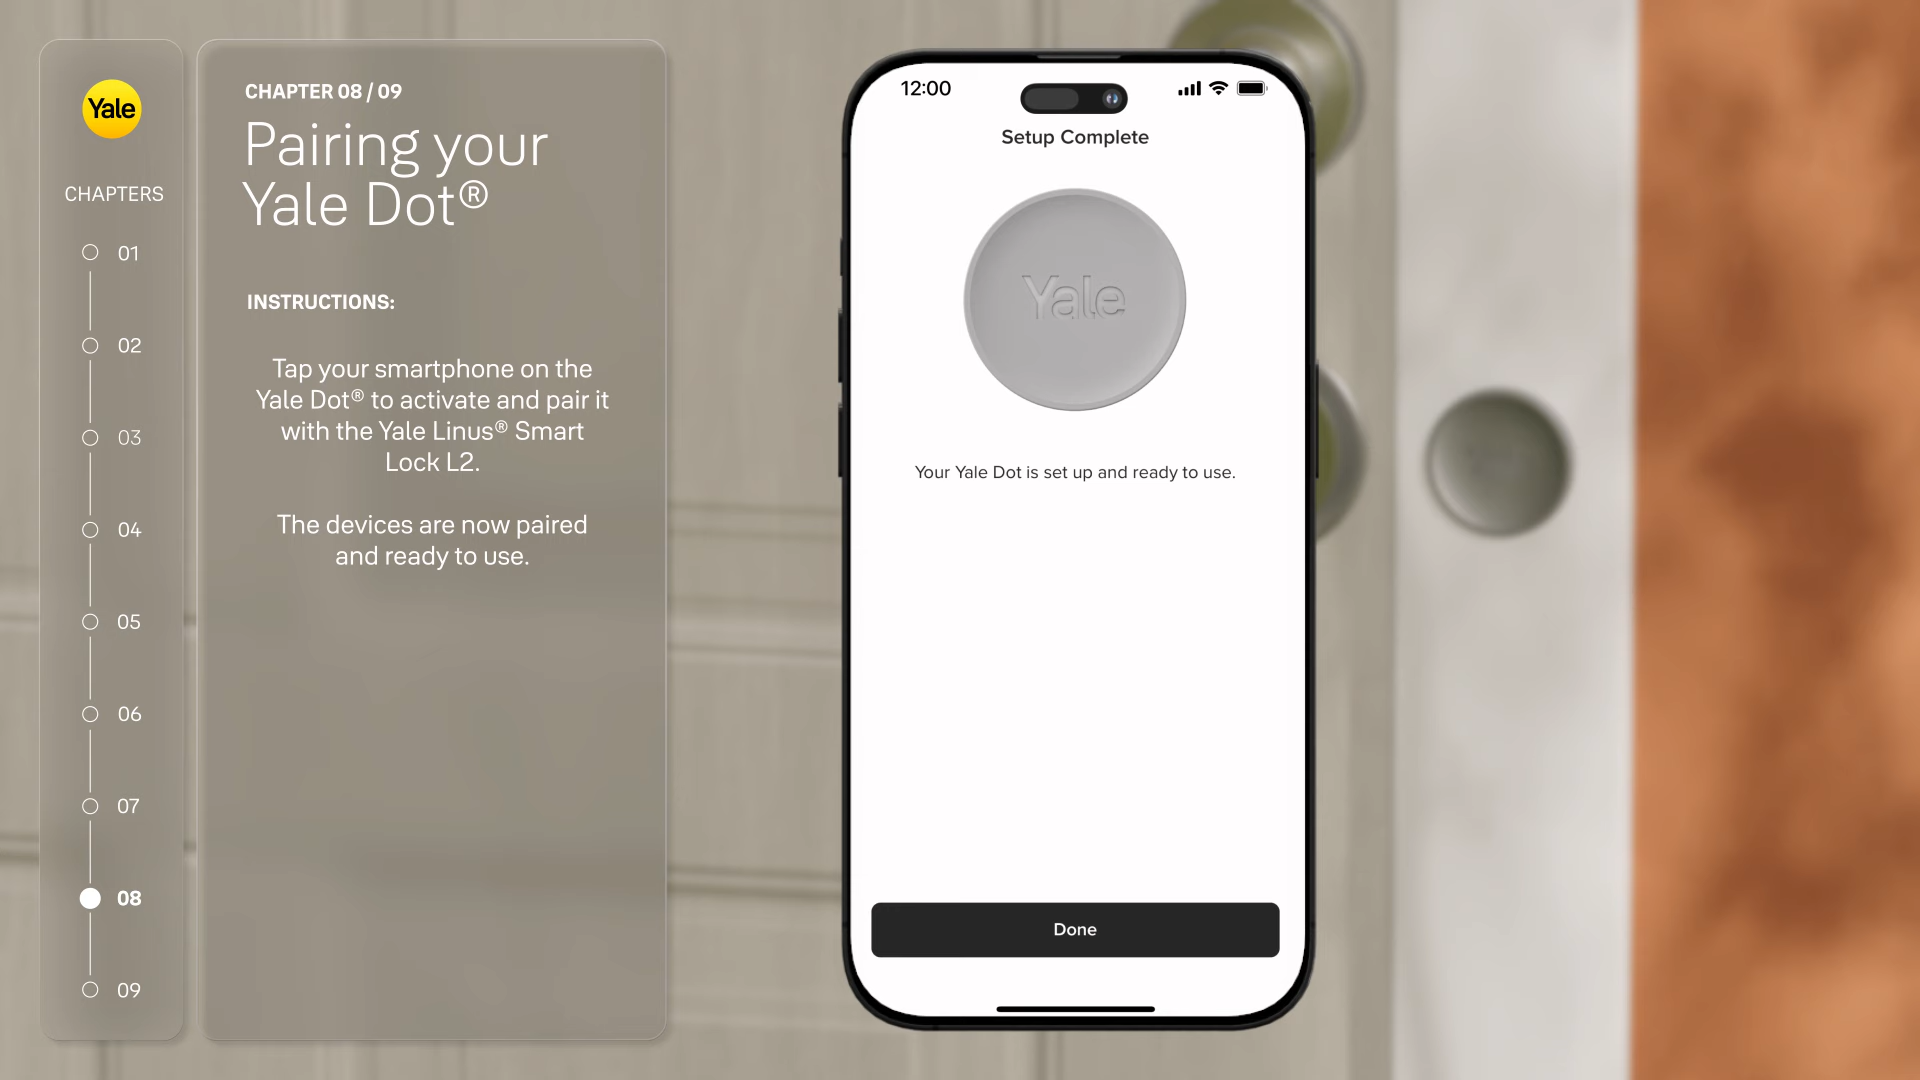 Yale
CHAPTERS
01
02
03
04
05
06
07
08
09
CHAPTER 08 / 09
Pairing your
Yale Dot®
INSTRUCTIONS:
Tap your smartphone on the
Yale Dot® to activate and pair it
with the Yale Linus® Smart
Lock L2.
The devices are now paired
and ready to use.
12:00
Setup Complete
Yale
Your Yale Dot is set up and ready to use.
Done